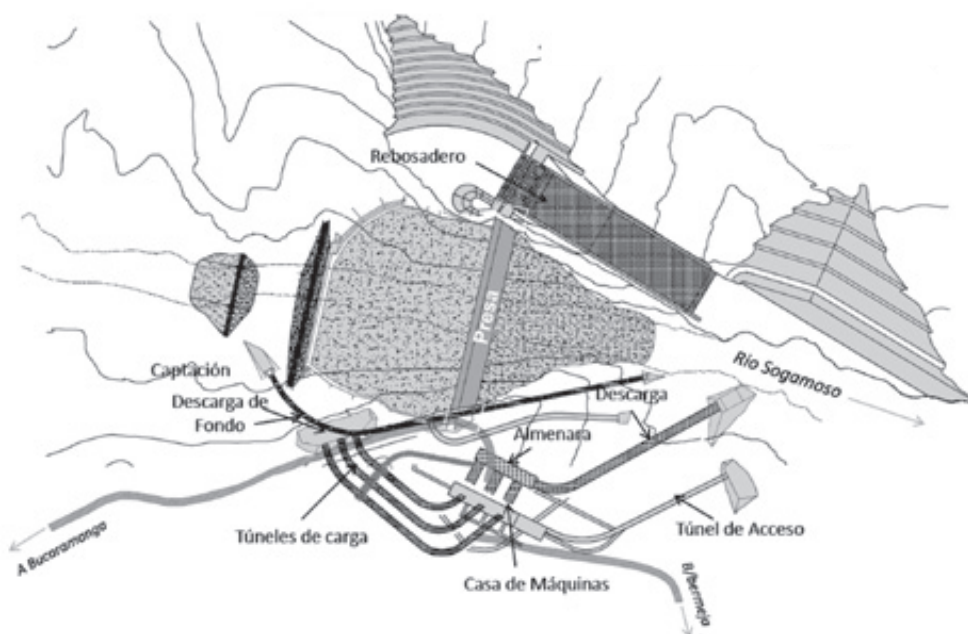 Rebosadero
Presa
Captación
Descarga de
Fondo
Río Sogamoso
Descarga
Almenara
Túneles de carga
Túnel de Acceso
Casa de Máquinas
A Bucaramanga
B/bermeja